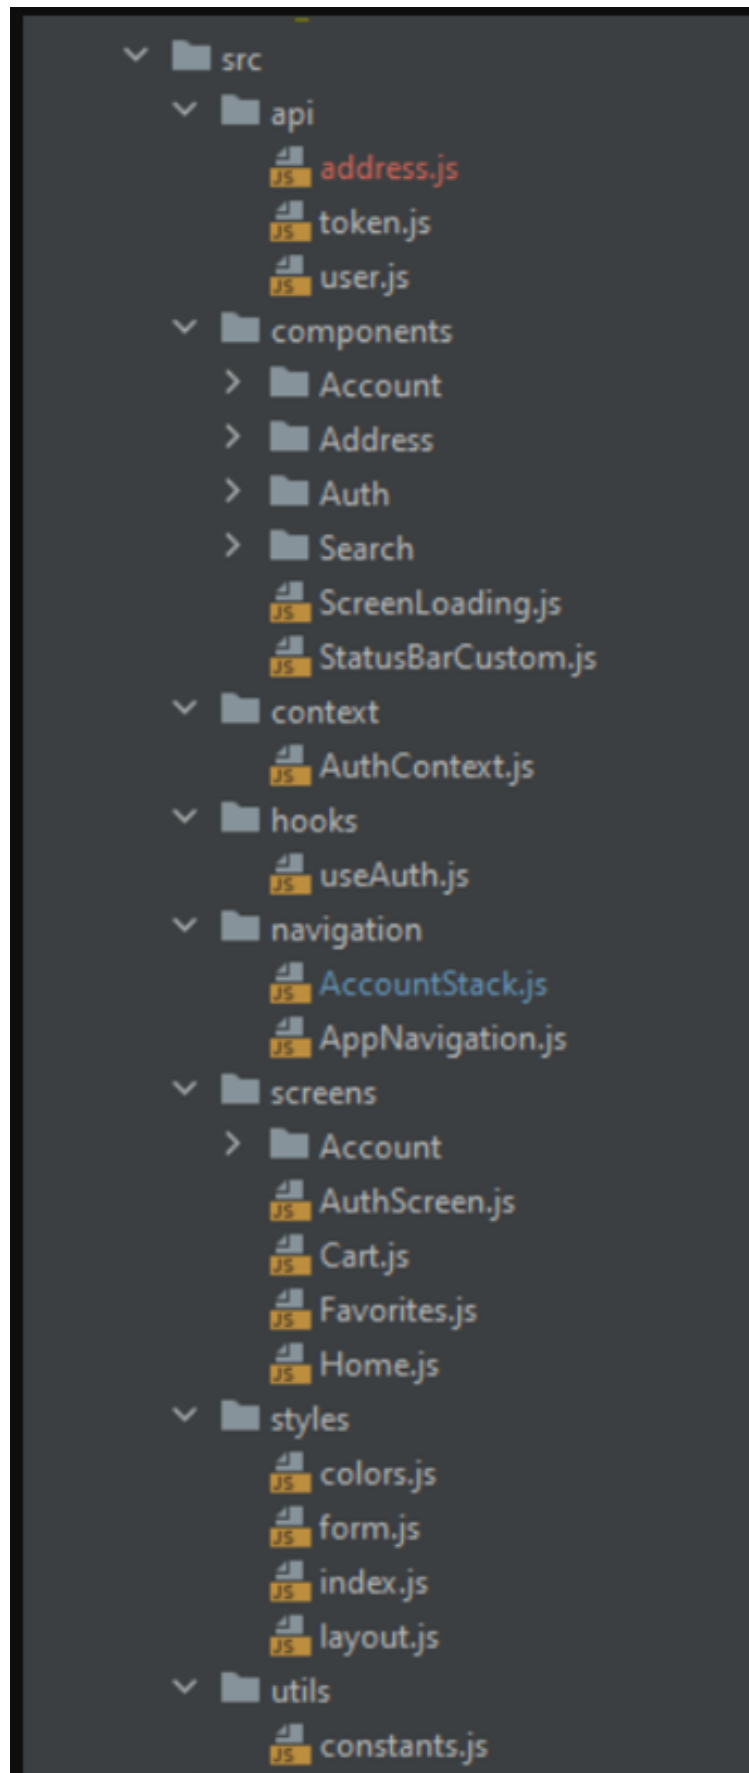 src
api
address.js
token.js
user.js
components
Account
Address
Auth
Search
ScreenLoading.js
StatusBarCustom.js
context
AuthContext.js
hooks
useAuth.js
navigation
AccountStack.js
AppNavigation.js
screens
Account
AuthScreen.js
Cart.js
Favorites.js
Home.js
styles
colors.js
form.js
index.js
layout.js
utils
constants.js